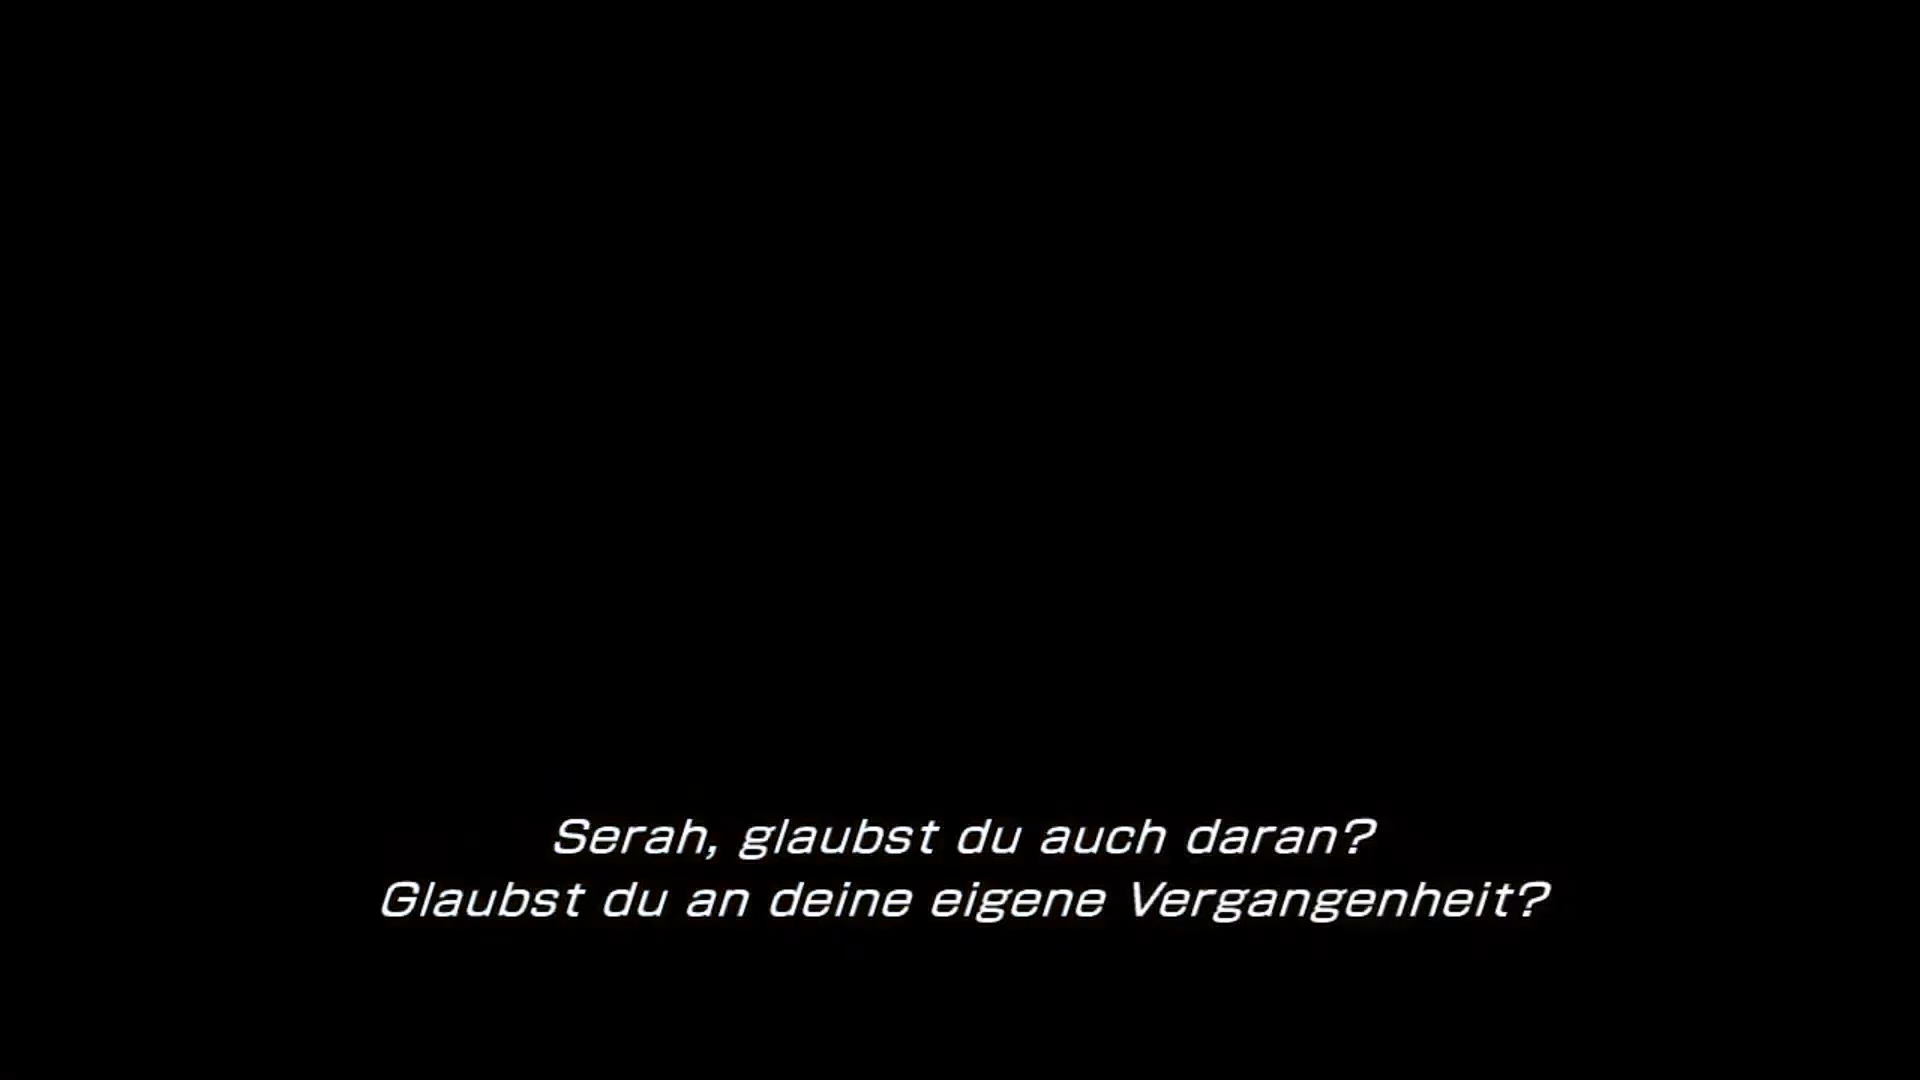 Serah, glaubst du auch daran?
Glaubst du an deine eigene Vergangenheit?